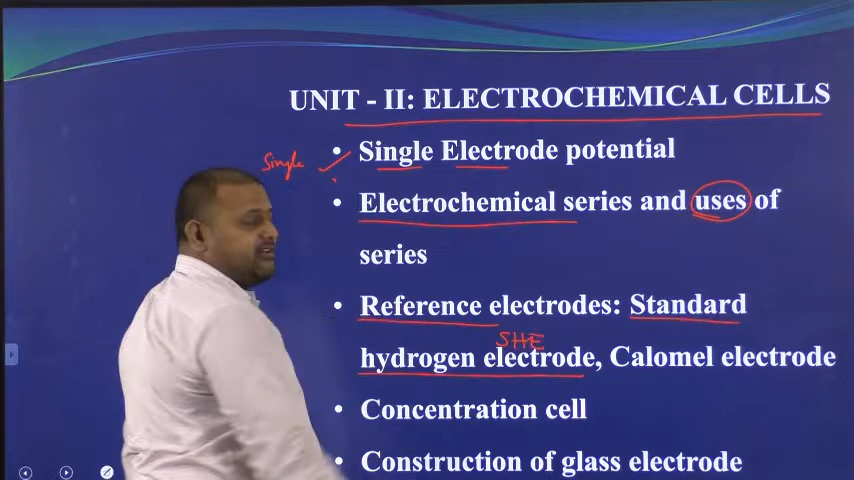 UNIT - II: ELECTROCHEMICAL CELLS
Single
• Single Electrode potential
• Electrochemical series and uses of
series
• Reference electrodes: Standard
SHE
hydrogen electrode, Calomel electrode
• Concentration cell
• Construction of glass electrode